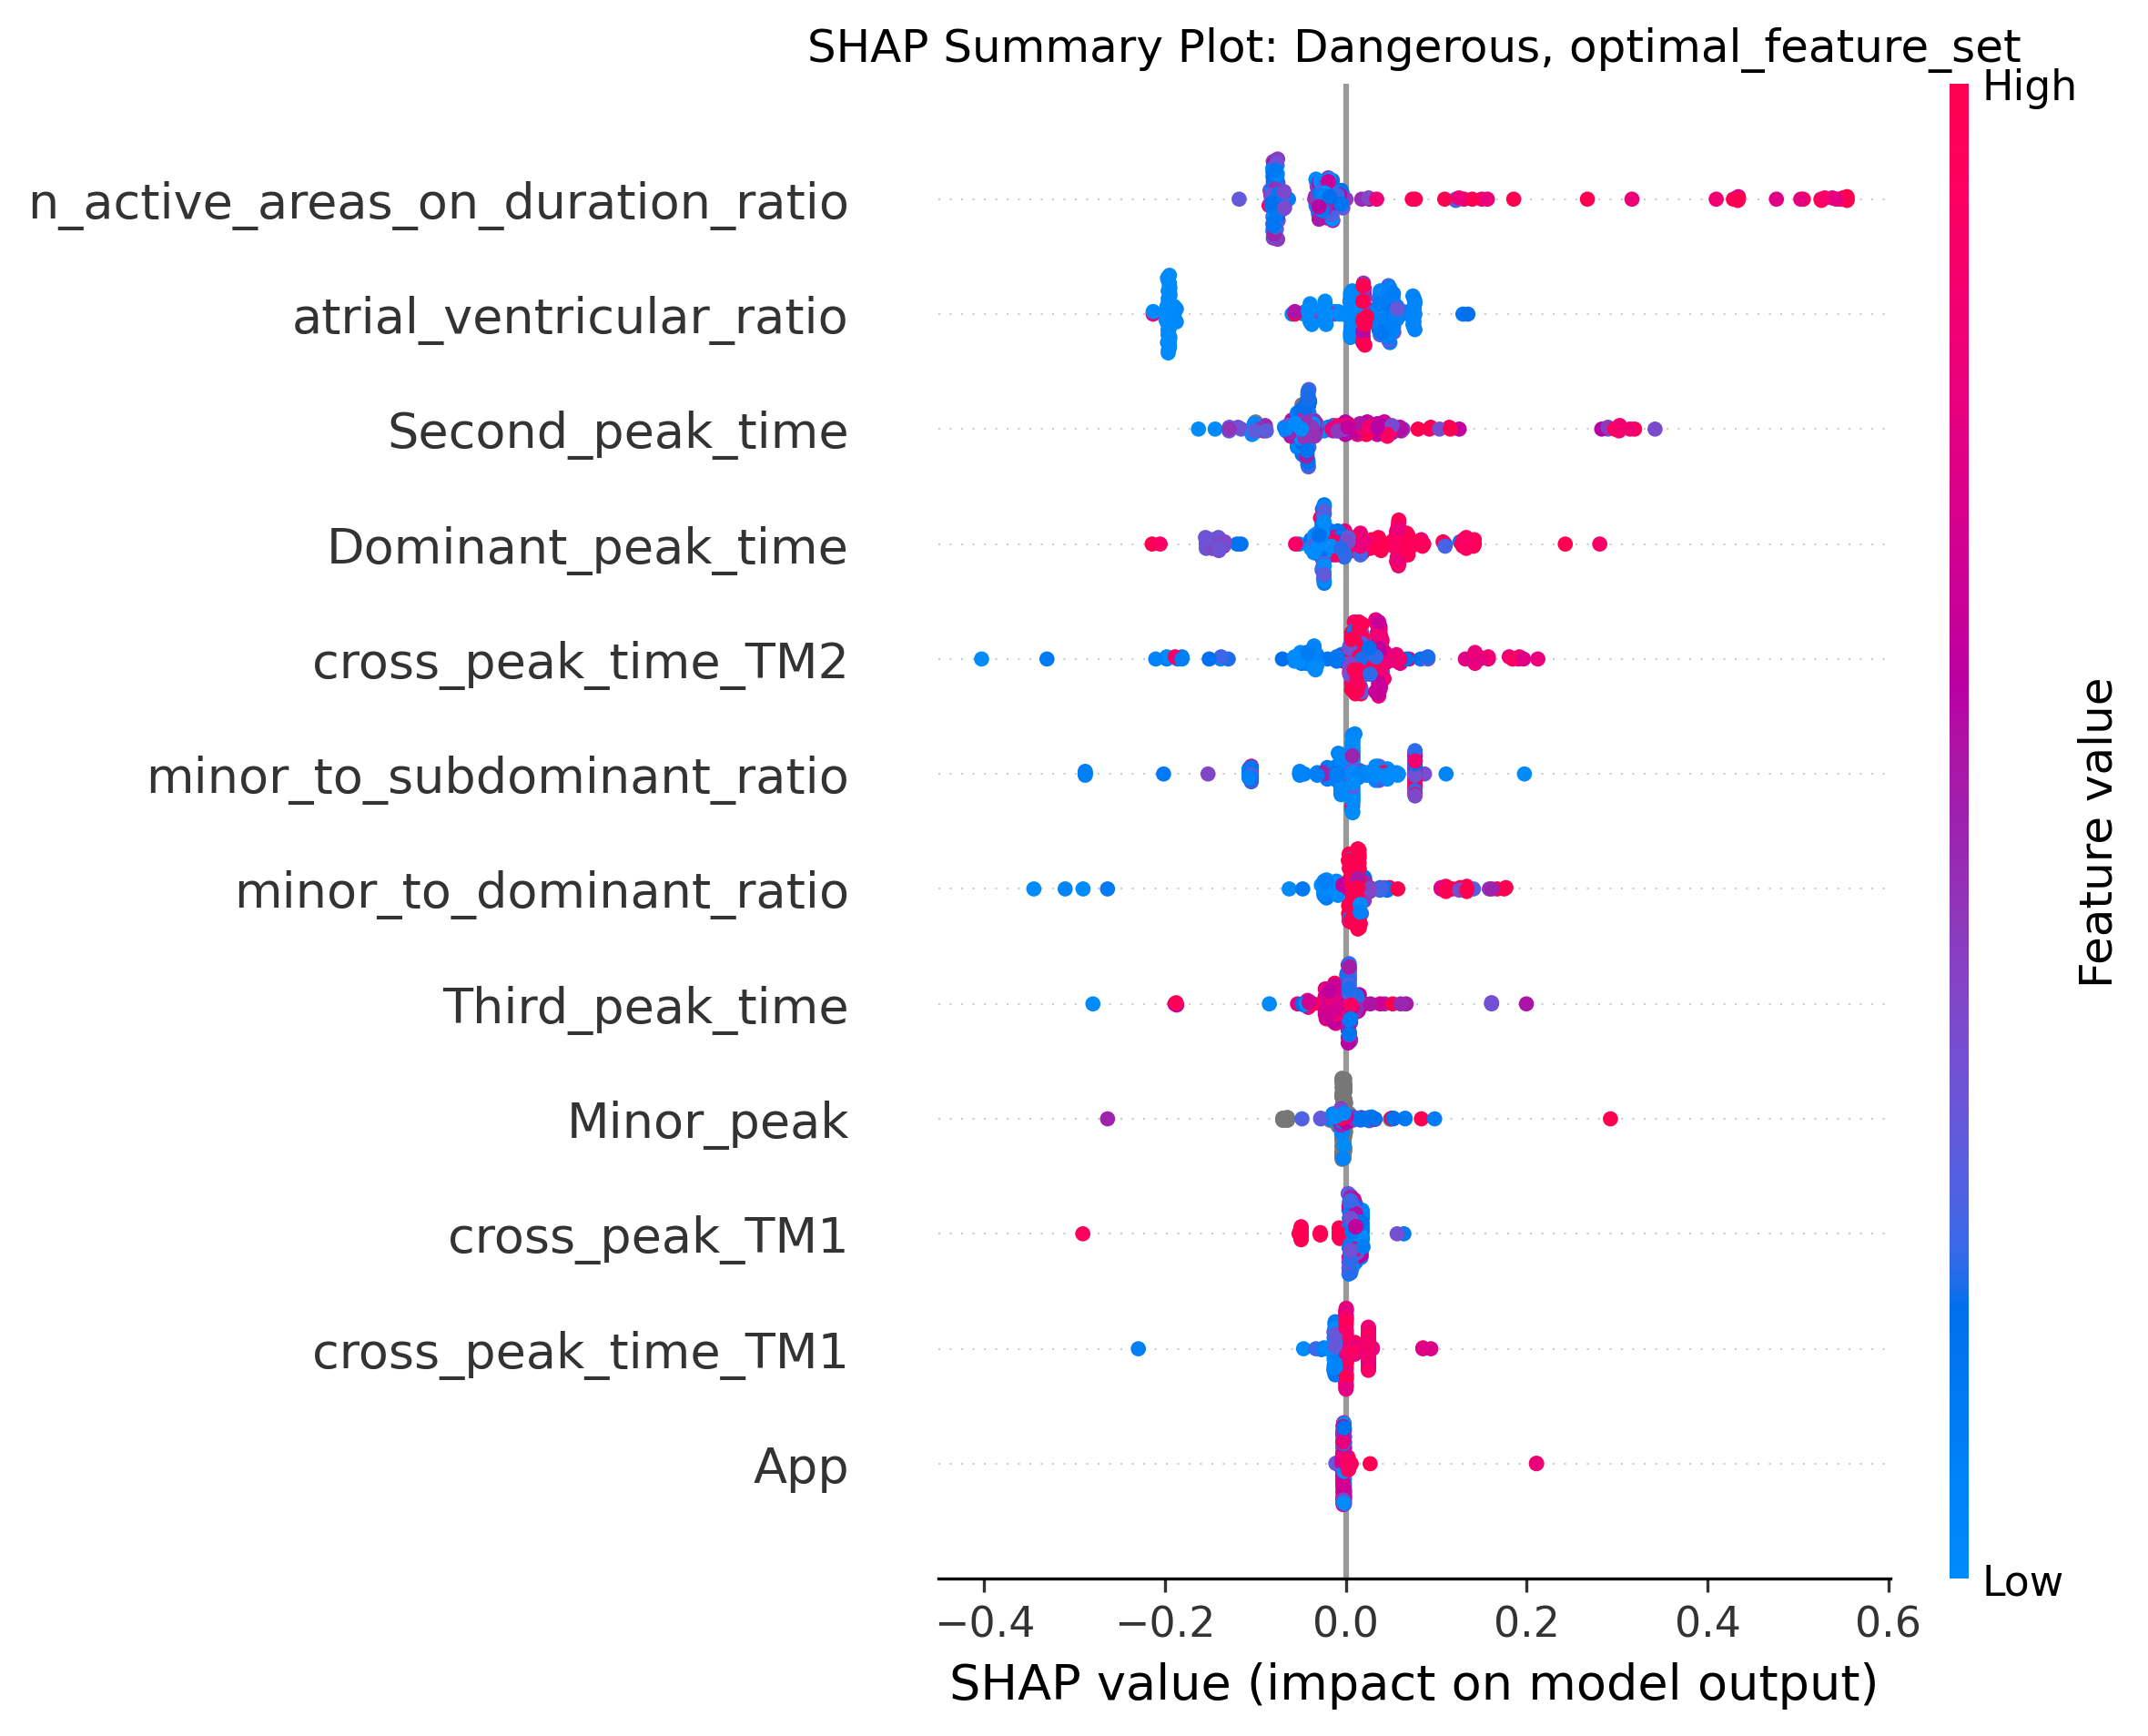 SHAP Summary Plot: Dangerous, optimal_feature_set
High
n_active_areas_on_duration_ratio
atrial_ventricular_ratio
Second_peak_time
Dominant_peak_time
cross_peak_time_TM2
minor_to_subdominant_ratio
minor_to_dominant_ratio
Third_peak_time
Minor_peak
cross_peak_TM1
cross_peak_time_TM1
App
Feature value
Low
−0.4 −0.2 0.0 0.2 0.4 0.6
SHAP value (impact on model output)